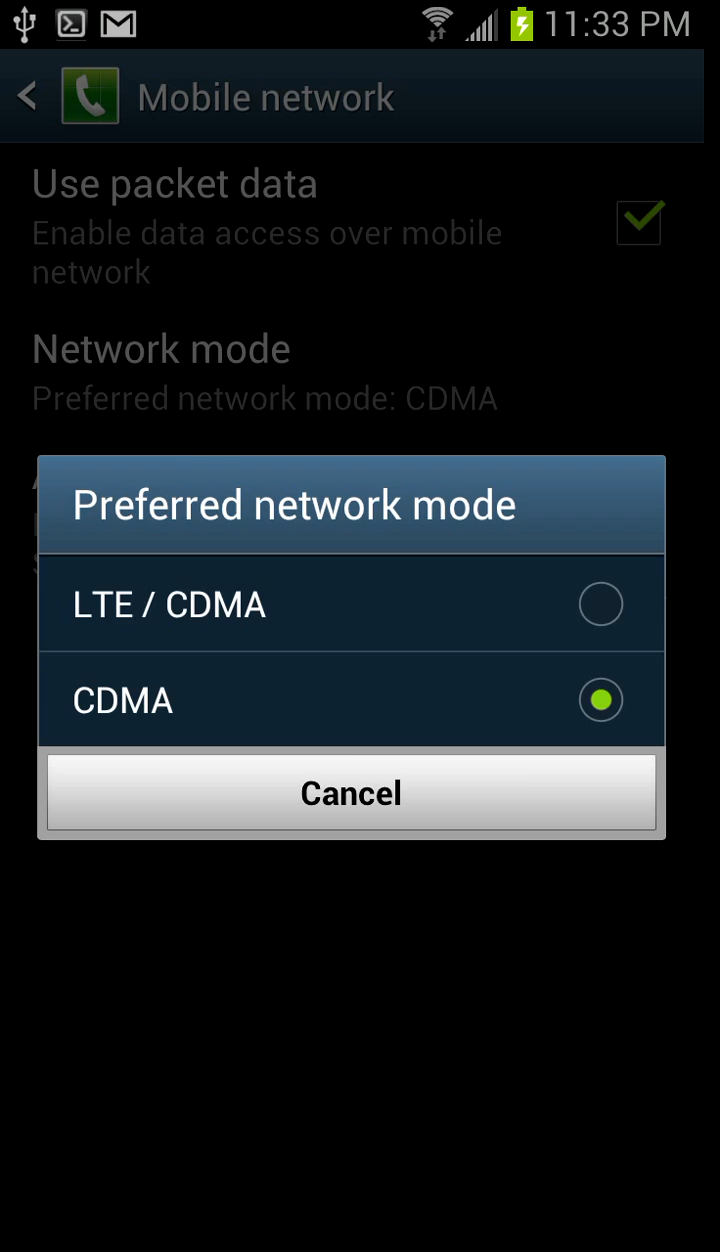 11:33 PM
Mobile network
Use packet data
Enable data access over mobile
network
Network mode
Preferred network mode: CDMA
Preferred network mode
LTE / CDMA
CDMA
Cancel